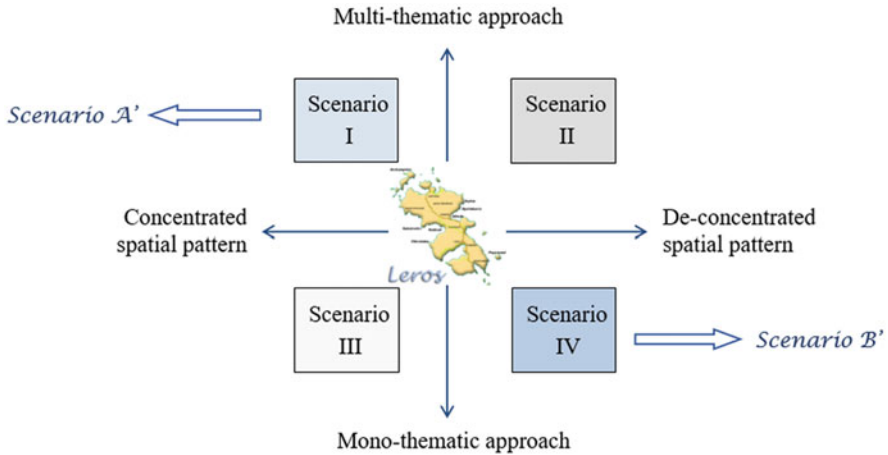 Multi-thematic approach
Scenario
I
Scenario
II
Scenario A'
Concentrated
spatial pattern
De-concentrated
spatial pattern
Leros
Scenario
III
Scenario
IV
Scenario B'
Mono-thematic approach